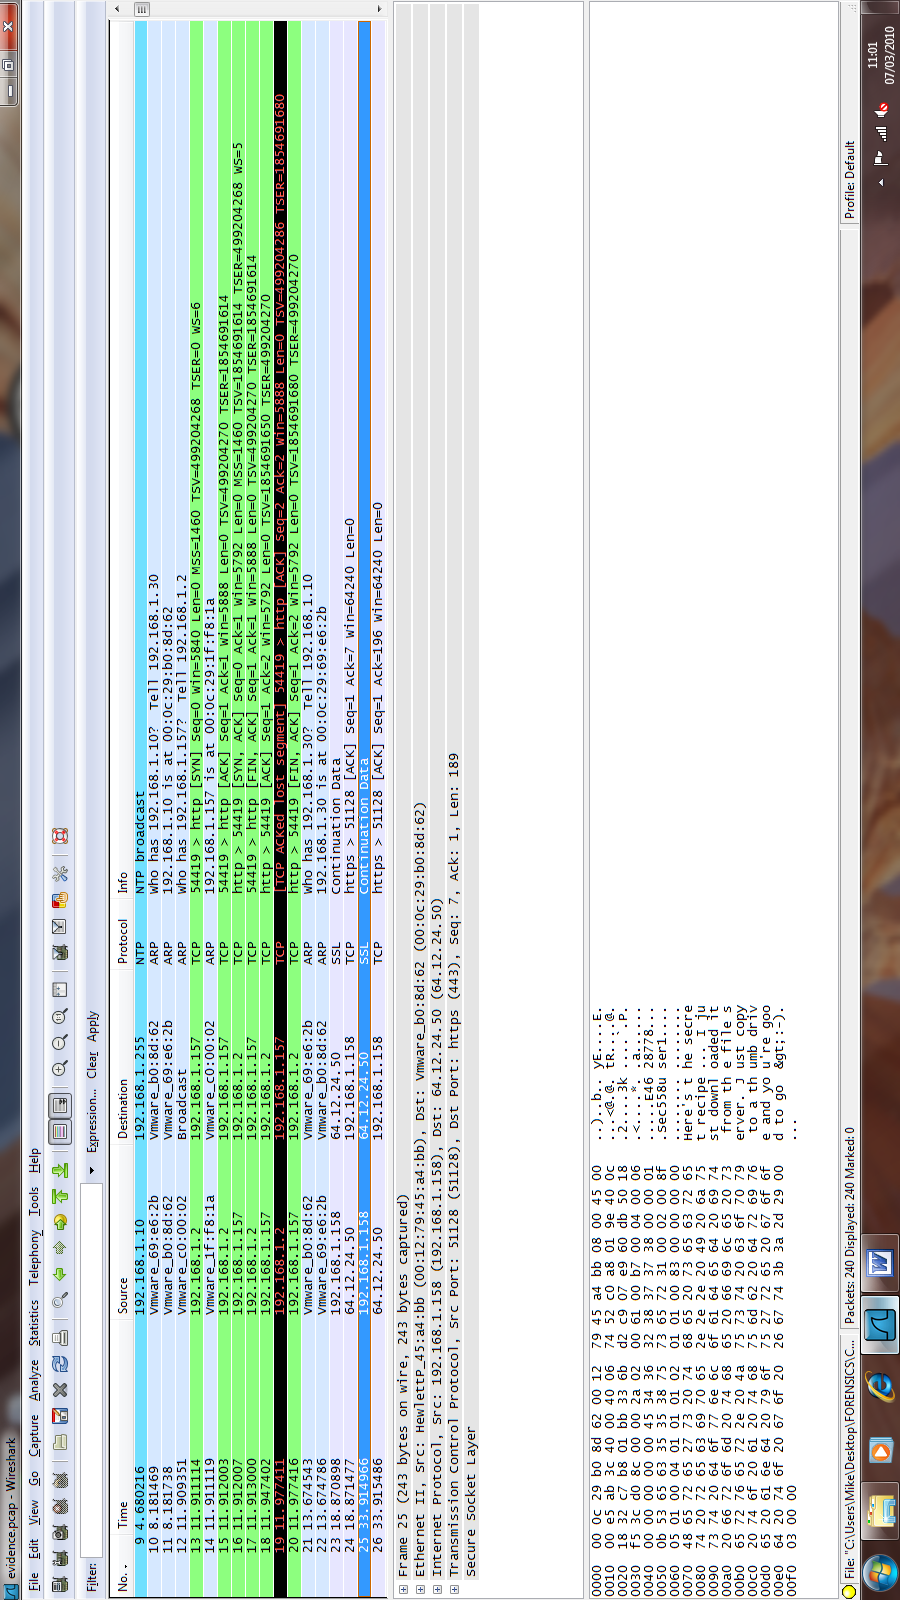 evidence.pcap - Wireshark
File Edit View Go Capture Analyze Statistics Telephony Tools Help
Filter: Expression... Clear Apply
No. . Time Source Destination Protocol Info
9 4.680216 192.168.1.10 192.168.1.255 NTP NTP broadcast
10 8.181469 Vmware_69:e6:2b Vmware_b0:8d:62 ARP Who has 192.168.1.10? Tell 192.168.1.30
11 8.181738 Vmware_b0:8d:62 Vmware_69:e6:2b ARP 192.168.1.10 is at 00:0c:29:b0:8d:62
12 11.909351 Vmware_c0:00:02 Broadcast ARP Who has 192.168.1.157? Tell 192.168.1.2
13 11.911114 192.168.1.2 192.168.1.157 TCP 54419 > http [SYN] Seq=0 Win=5840 Len=0 MSS=1460 TSV=499204268 TSER=0 WS=6
14 11.911119 Vmware_1f:f8:1a Vmware_c0:00:02 ARP 192.168.1.157 is at 00:0c:29:1f:f8:1a
15 11.912003 192.168.1.2 192.168.1.157 TCP 54419 > http [ACK] Seq=1 Ack=1 Win=5888 Len=0 TSV=499204270 TSER=1854691614
16 11.912007 192.168.1.157 192.168.1.2 TCP http > 54419 [SYN, ACK] Seq=0 Ack=1 Win=5792 Len=0 MSS=1460 TSV=1854691614 TSER=499204268 WS=5
17 11.913000 192.168.1.2 192.168.1.157 TCP 54419 > http [FIN, ACK] Seq=1 Ack=1 Win=5888 Len=0 TSV=499204270 TSER=1854691614
18 11.947402 192.168.1.157 192.168.1.2 TCP http > 54419 [ACK] Seq=1 Ack=2 Win=5792 Len=0 TSV=1854691650 TSER=499204270
19 11.977411 192.168.1.2 192.168.1.157 TCP [TCP ACKed lost segment] 54419 > http [ACK] Seq=2 Ack=2 Win=5888 Len=0 TSV=499204286 TSER=1854691680
20 11.977416 192.168.1.157 192.168.1.2 TCP http > 54419 [FIN, ACK] Seq=1 Ack=2 Win=5792 Len=0 TSV=1854691680 TSER=499204270
21 13.674543 Vmware_b0:8d:62 Vmware_69:e6:2b ARP Who has 192.168.1.30? Tell 192.168.1.10
22 13.674786 Vmware_69:e6:2b Vmware_b0:8d:62 ARP 192.168.1.30 is at 00:0c:29:69:e6:2b
23 18.870898 192.168.1.158 64.12.24.50 SSL Continuation Data
24 18.871477 64.12.24.50 192.168.1.158 TCP https > 51128 [ACK] Seq=1 Ack=7 Win=64240 Len=0
25 33.914966 192.168.1.158 64.12.24.50 SSL Continuation Data
26 33.915486 64.12.24.50 192.168.1.158 TCP https > 51128 [ACK] Seq=1 Ack=196 Win=64240 Len=0
Frame 25 (243 bytes on wire, 243 bytes captured)
Ethernet II, Src: HewlettP_45:a4:bb (00:12:79:45:a4:bb), Dst: Vmware_b0:8d:62 (00:0c:29:b0:8d:62)
Internet Protocol, Src: 192.168.1.158 (192.168.1.158), Dst: 64.12.24.50 (64.12.24.50)
Transmission Control Protocol, Src Port: 51128 (51128), Dst Port: https (443), Seq: 7, Ack: 1, Len: 189
Secure Socket Layer
0000 00 0c 29 b0 8d 62 00 12 79 45 a4 bb 08 00 45 00 ..)..b.. yE....E.
0010 00 e5 ab 3c 40 00 40 06 74 52 c0 a8 01 9e 40 0c ...<@.@. tR....@.
0020 18 32 c7 b8 01 bb 33 6b d2 c9 07 e9 60 db 50 18 .2....3k ....`.P.
0030 f5 3c d0 8c 00 00 2a 02 00 61 00 b7 00 04 00 06 .<....*. .a......
0040 00 00 00 00 00 45 34 36 32 38 37 37 38 00 00 01 .....E46 28778...
0050 0b 53 65 63 35 35 38 75 73 65 72 31 00 02 00 8f .Sec558u ser1....
0060 05 01 00 04 01 01 01 02 01 01 00 83 00 00 00 00 ........ ........
0070 48 65 72 65 27 73 20 74 68 65 20 73 65 63 72 65 Here's t he secre
0080 74 20 72 65 63 69 70 65 2e 2e 2e 20 49 20 6a 75 t recipe ... I ju
0090 73 74 20 64 6f 77 6e 6c 6f 61 64 65 64 20 69 74 st downl oaded it
00a0 20 66 72 6f 6d 20 74 68 65 20 66 69 6c 65 20 73 from th e file s
00b0 65 72 76 65 72 2e 20 4a 75 73 74 20 63 6f 70 79 erver. J ust copy
00c0 20 74 6f 20 61 20 74 68 75 6d 62 20 64 72 69 76 to a th umb driv
00d0 65 20 61 6e 64 20 79 6f 75 27 72 65 20 67 6f 6f e and yo u're goo
00e0 64 20 74 6f 20 67 6f 20 26 67 74 3b 3a 2d 29 00 d to go &gt;:-).
00f0 03 00 00 ...
File: "C:\Users\Mike\Desktop\FORENSICS\C... Packets: 240 Displayed: 240 Marked: 0 Profile: Default
11:01
07/03/2010